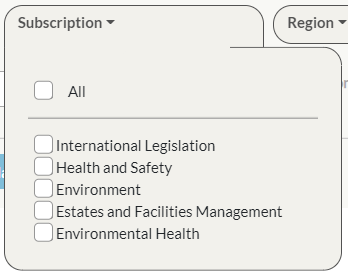 Subscription
Region
All
International Legislation
Health and Safety
Environment
Estates and Facilities Management
Environmental Health